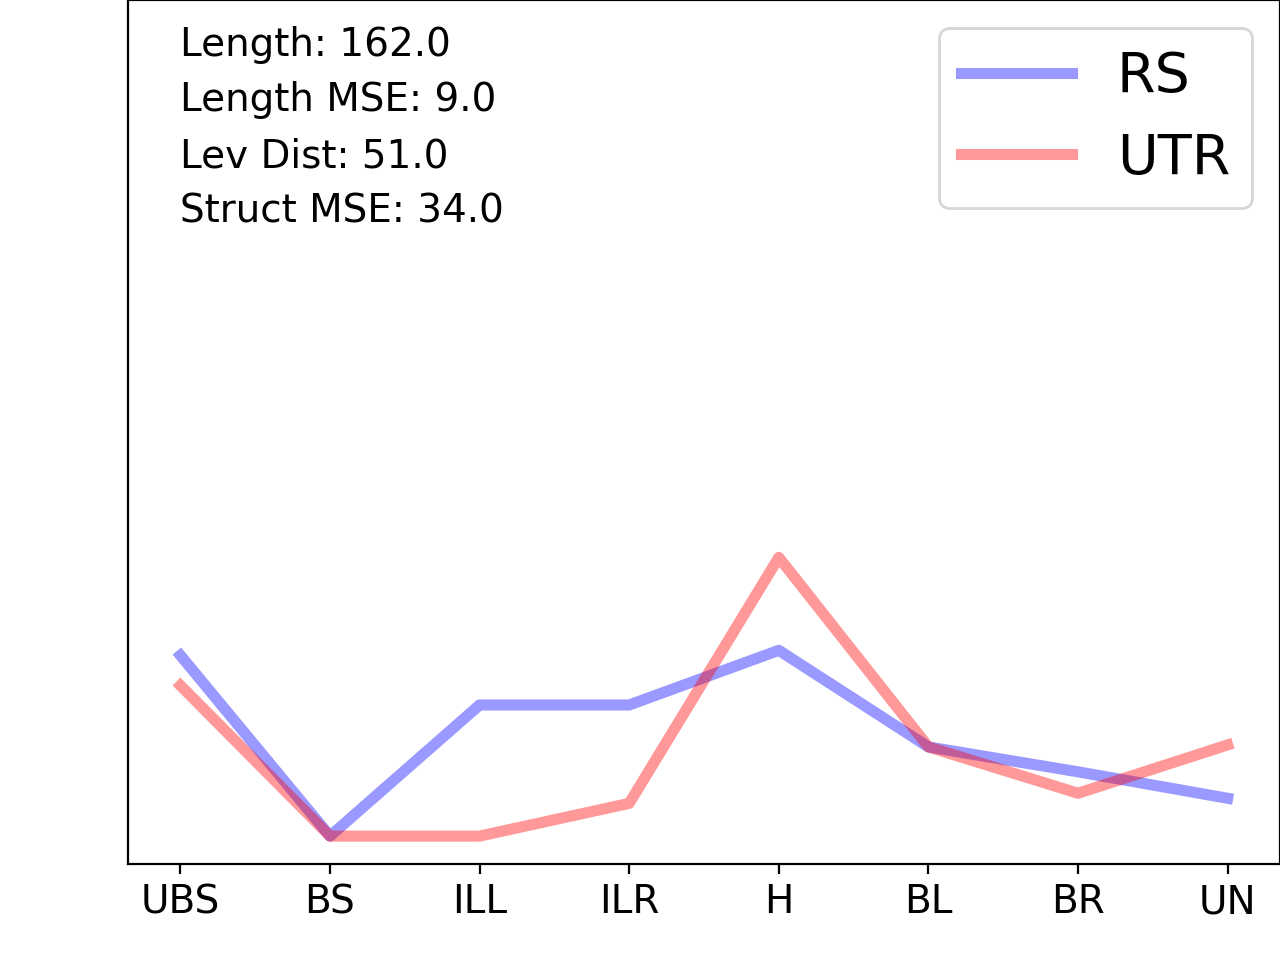 Length: 162.0
Length MSE: 9.0
Lev Dist: 51.0
Struct MSE: 34.0
RS
UTR
UBS BS ILL ILR H BL BR UN